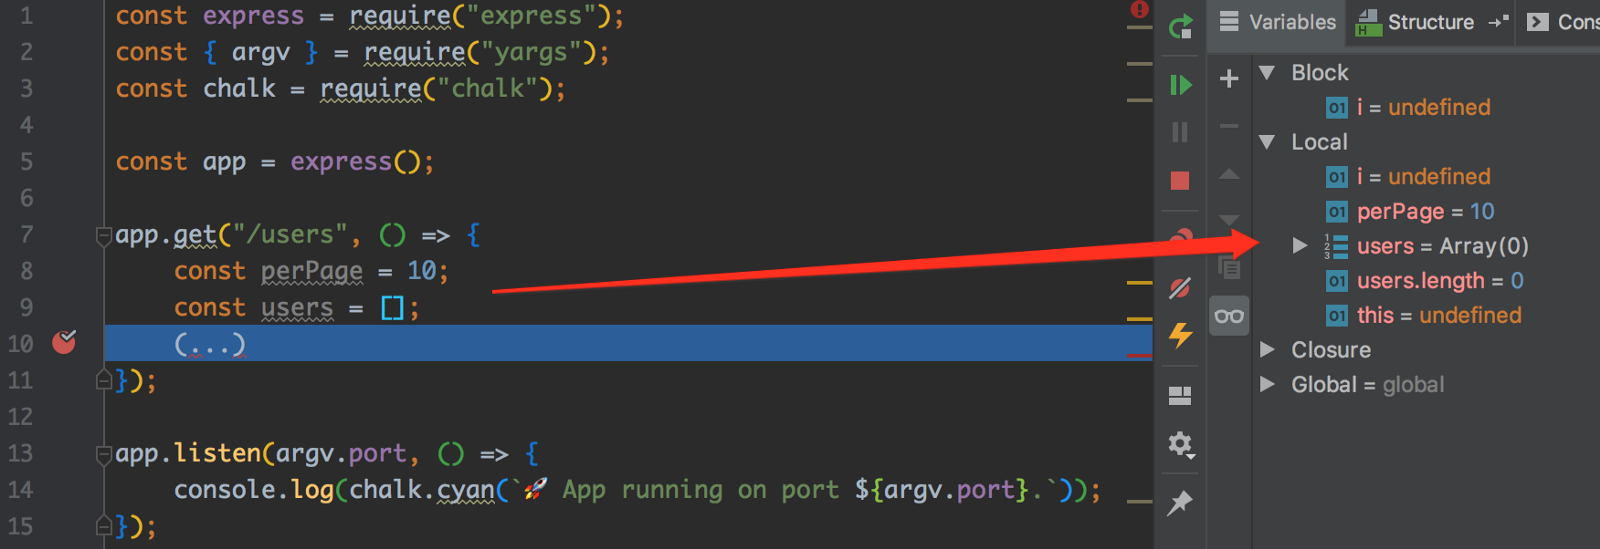 1 const express = require("express");
2 const { argv } = require("yargs");
3 const chalk = require("chalk");
4
5 const app = express();
6
7 app.get("/users", () => {
8 const perPage = 10;
9 const users = [];
10 (...)
11 });
12
13 app.listen(argv.port, () => {
14 console.log(chalk.cyan(`🚀 App running on port ${argv.port}.`));
15 });
Variables Structure Cons
Block
01 i = undefined
Local
01 i = undefined
01 perPage = 10
users = Array(0)
01 users.length = 0
01 this = undefined
Closure
Global = global